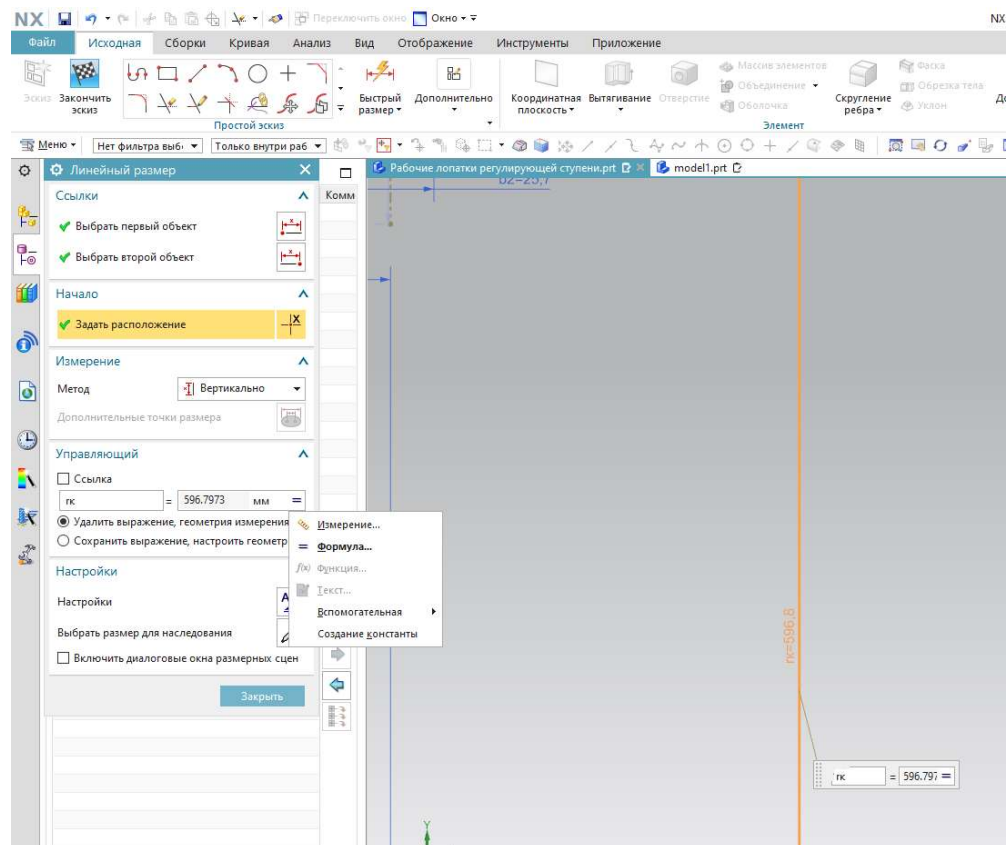 NX Переключить окно Окно NX
Файл Исходная Сборки Кривая Анализ Вид Отображение Инструменты Приложение
Эскиз Закончить эскиз
Быстрый размер Дополнительно
Координатная плоскость Вытягивание Отверстие
Массив элементов
Объединение
Оболочка
Скругление ребра
Фаска
Обрезка тела
Уклон
Простой эскиз Элемент
Меню Нет фильтра выб Только внутри раб
Линейный размер
Рабочие лопатки регулирующей ступени.prt model1.prt
Комм
b2=25,7
Ссылки
Выбрать первый объект
Выбрать второй объект
Начало
Задать расположение
Измерение
Метод Вертикально
Дополнительные точки размера
Управляющий
Ссылка
гк = 596.7973 мм =
Удалить выражение, геометрия измерения
Сохранить выражение, настроить геометр
Настройки
Настройки
Выбрать размер для наследования
Включить диалоговые окна размерных сцен
Закрыть
Измерение...
= Формула...
f(x) Функция...
Текст...
Вспомогательная
Создание константы
гк=596,8
гк = 596.797 =
Y